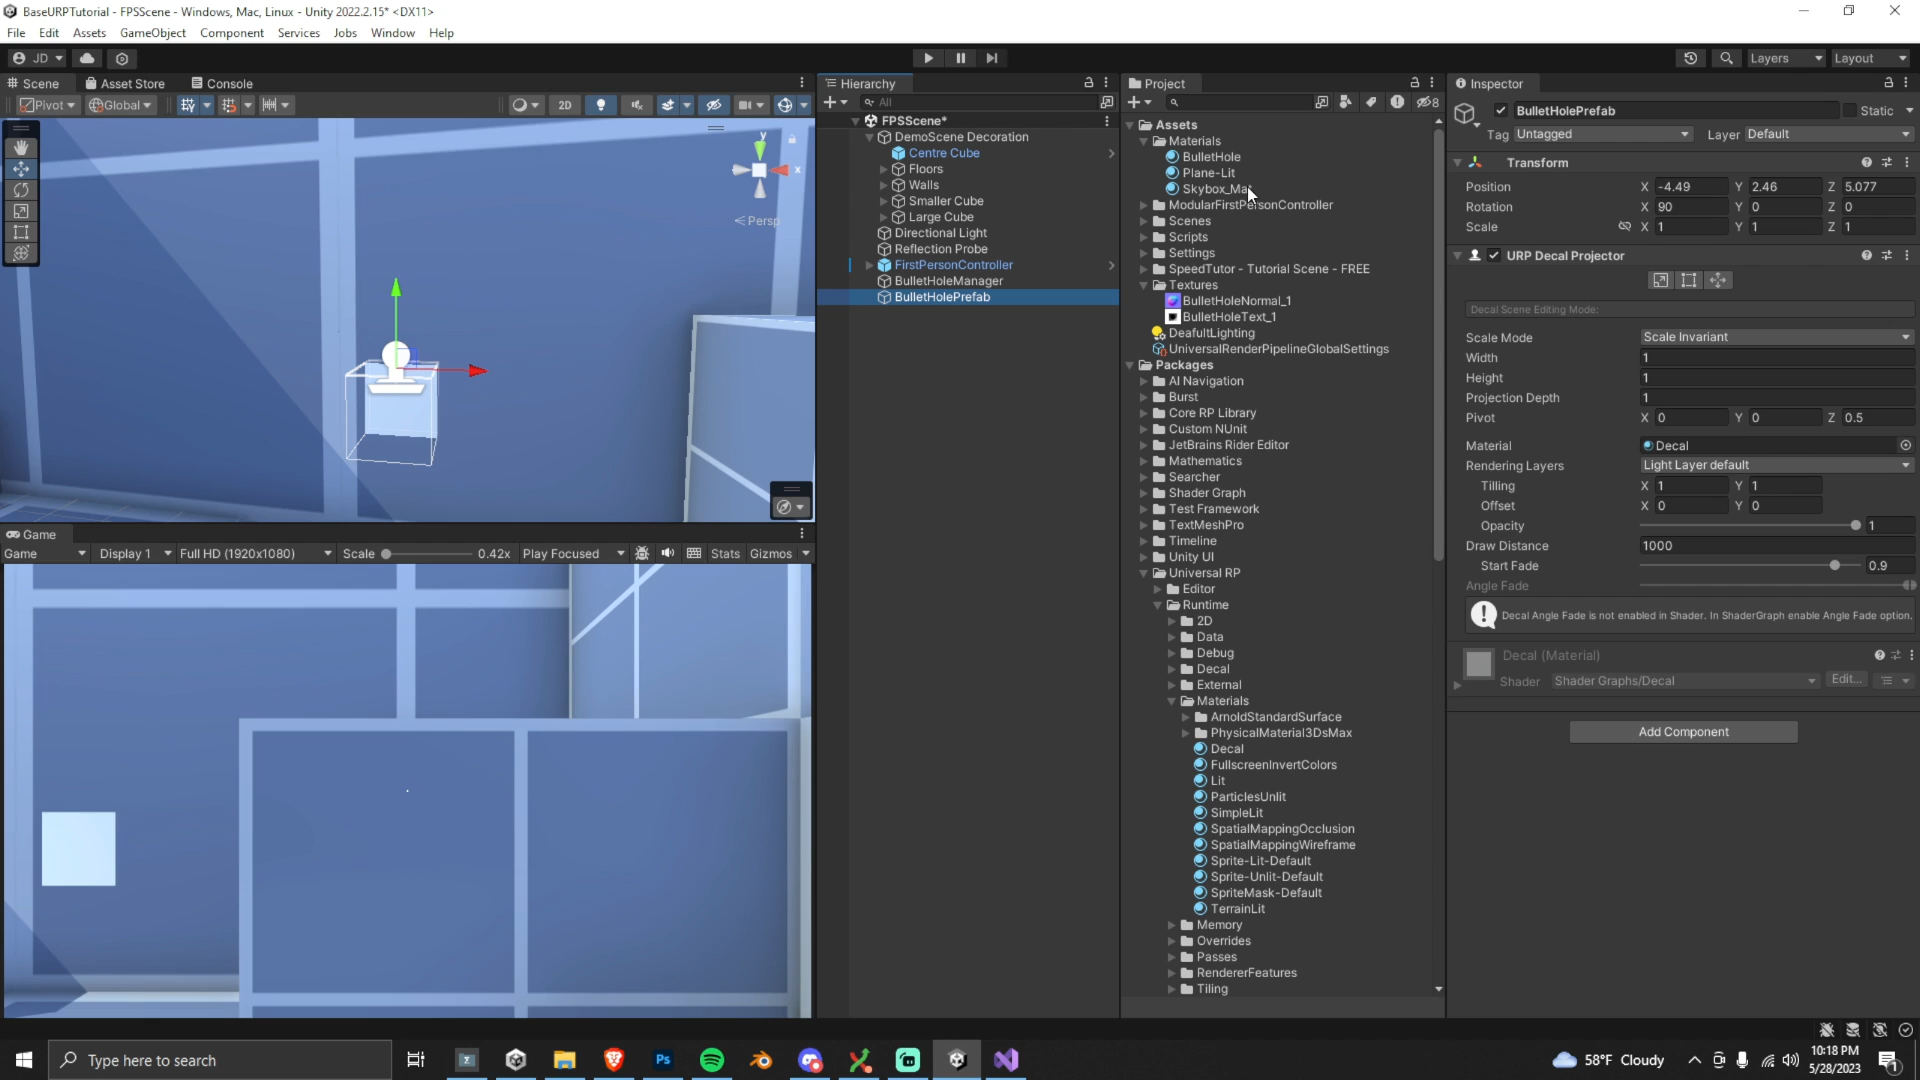 BaseURPTutorial - FPSScene - Windows, Mac, Linux - Unity 2022.2.15* <DX11>
File Edit Assets GameObject Component Services Jobs Window Help
JD Layers Layout
Scene Asset Store Console
Pivot Global 2D
y
x
Persp
Game
Game Display 1 Full HD (1920x1080) Scale 0.42x Play Focused Stats Gizmos
Hierarchy
All
FPSScene*
DemoScene Decoration
Centre Cube
Floors
Walls
Smaller Cube
Large Cube
Directional Light
Reflection Probe
FirstPersonController
BulletHoleManager
BulletHolePrefab
Project
8
Assets
Materials
BulletHole
Plane-Lit
Skybox_Mat
ModularFirstPersonController
Scenes
Scripts
Settings
SpeedTutor - Tutorial Scene - FREE
Textures
BulletHoleNormal_1
BulletHoleText_1
DeafultLighting
UniversalRenderPipelineGlobalSettings
Packages
AI Navigation
Burst
Core RP Library
Custom NUnit
JetBrains Rider Editor
Mathematics
Searcher
Shader Graph
Test Framework
TextMeshPro
Timeline
Unity UI
Universal RP
Editor
Runtime
2D
Data
Debug
Decal
External
Materials
ArnoldStandardSurface
PhysicalMaterial3DsMax
Decal
FullscreenInvertColors
Lit
ParticlesUnlit
SimpleLit
SpatialMappingOcclusion
SpatialMappingWireframe
Sprite-Lit-Default
Sprite-Unlit-Default
SpriteMask-Default
TerrainLit
Memory
Overrides
Passes
RendererFeatures
Tiling
Inspector
BulletHolePrefab Static
Tag Untagged Layer Default
Transform
Position X -4.49 Y 2.46 Z 5.077
Rotation X 90 Y 0 Z 0
Scale X 1 Y 1 Z 1
URP Decal Projector
Decal Scene Editing Mode:
Scale Mode Scale Invariant
Width 1
Height 1
Projection Depth 1
Pivot X 0 Y 0 Z 0.5
Material Decal
Rendering Layers Light Layer default
Tilling X 1 Y 1
Offset X 0 Y 0
Opacity 1
Draw Distance 1000
Start Fade 0.9
Angle Fade
Decal Angle Fade is not enabled in Shader. In ShaderGraph enable Angle Fade option.
Decal (Material)
Shader Shader Graphs/Decal Edit...
Add Component
Type here to search
Ps
58°F Cloudy
10:18 PM
5/28/2023
1